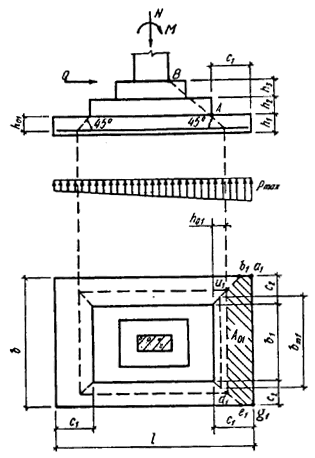 N
M
B
c₁
Q
h₃
h₂
A
h₀₁
45°
45°
h₁
Pmax
h₀₁
u₁
b₁ a₁
c₂
b
A₀₁
b₁
bm₁
c₂
d₁
e₁ g₁
c₁
c₁
l